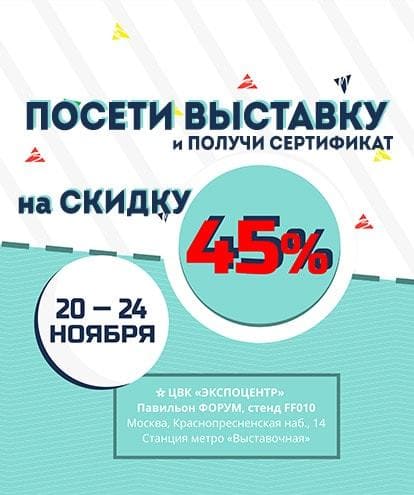 ПОСЕТИ ВЫСТАВКУ
и ПОЛУЧИ СЕРТИФИКАТ
на СКИДКУ
45%
20 — 24
НОЯБРЯ
☆ ЦВК «ЭКСПОЦЕНТР»
Павильон ФОРУМ, стенд FF010
Москва, Краснопресненская наб., 14
Станция метро «Выставочная»